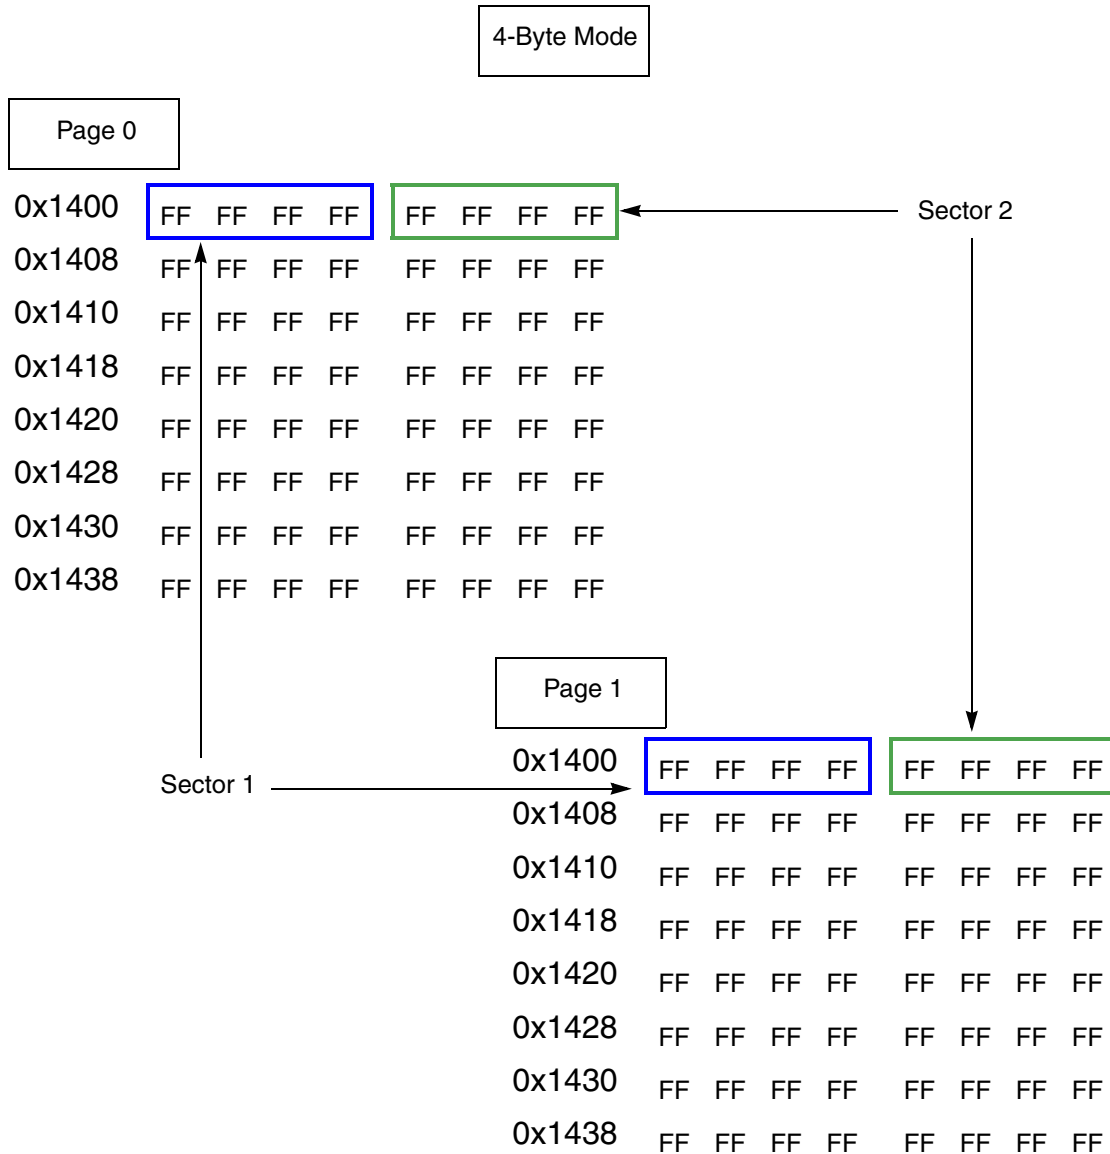 4-Byte Mode
Page 0
0x1400 FF FF FF FF FF FF FF FF Sector 2
0x1408 FF FF FF FF FF FF FF FF
0x1410 FF FF FF FF FF FF FF FF
0x1418 FF FF FF FF FF FF FF FF
0x1420 FF FF FF FF FF FF FF FF
0x1428 FF FF FF FF FF FF FF FF
0x1430 FF FF FF FF FF FF FF FF
0x1438 FF FF FF FF FF FF FF FF
Page 1
Sector 1
0x1400 FF FF FF FF FF FF FF FF
0x1408 FF FF FF FF FF FF FF FF
0x1410 FF FF FF FF FF FF FF FF
0x1418 FF FF FF FF FF FF FF FF
0x1420 FF FF FF FF FF FF FF FF
0x1428 FF FF FF FF FF FF FF FF
0x1430 FF FF FF FF FF FF FF FF
0x1438 FF FF FF FF FF FF FF FF